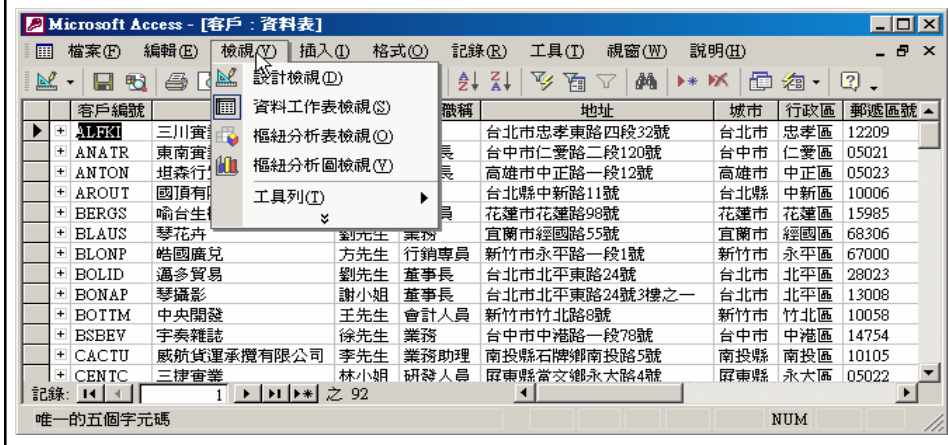 Microsoft Access - [客戶 : 資料表]
檔案(F) 編輯(E) 檢視(V) 插入(I) 格式(O) 記錄(R) 工具(T) 視窗(W) 說明(H)
設計檢視(D)
資料工作表檢視(S)
樞紐分析表檢視(O)
樞紐分析圖檢視(V)
工具列(T)
客戶編號 職稱 地址 城市 行政區 郵遞區號
ALFKI 三川實 台北市忠孝東路四段32號 台北市 忠孝區 12209
ANATR 東南實 長 台中市仁愛路二段120號 台中市 仁愛區 05021
ANTON 坦森行 長 高雄市中正路一段12號 高雄市 中正區 05023
AROUT 國頂有 台北縣中新路11號 台北縣 中新區 10006
BERGS 喻台生 員 花蓮市花蓮路98號 花蓮市 花蓮區 15985
BLAUS 琴花卉 劉先生 業務 宜蘭市經國路55號 宜蘭市 經國區 68306
BLONP 皓國廣兌 方先生 行銷專員 新竹市永平路一段1號 新竹市 永平區 67000
BOLID 邁多貿易 劉先生 董事長 台北市北平東路24號 台北市 北平區 28023
BONAP 琴攝影 謝小姐 董事長 台北市北平東路24號3樓之一 台北市 北平區 13008
BOTTM 中央開發 王先生 會計人員 新竹市竹北路8號 新竹市 竹北區 10058
BSBEV 宇奏雜誌 徐先生 業務 台中市中港路一段78號 台中市 中港區 14754
CACTU 威航貨運承攬有限公司 李先生 業務助理 南投縣石牌鄉南投路5號 南投縣 南投區 10105
CENTC 三捷實業 林小姐 研發人員 屏東縣當交鄉永大路4號 屏東縣 永大區 05022
記錄: 1 之 92
唯一的五個字元碼 NUM